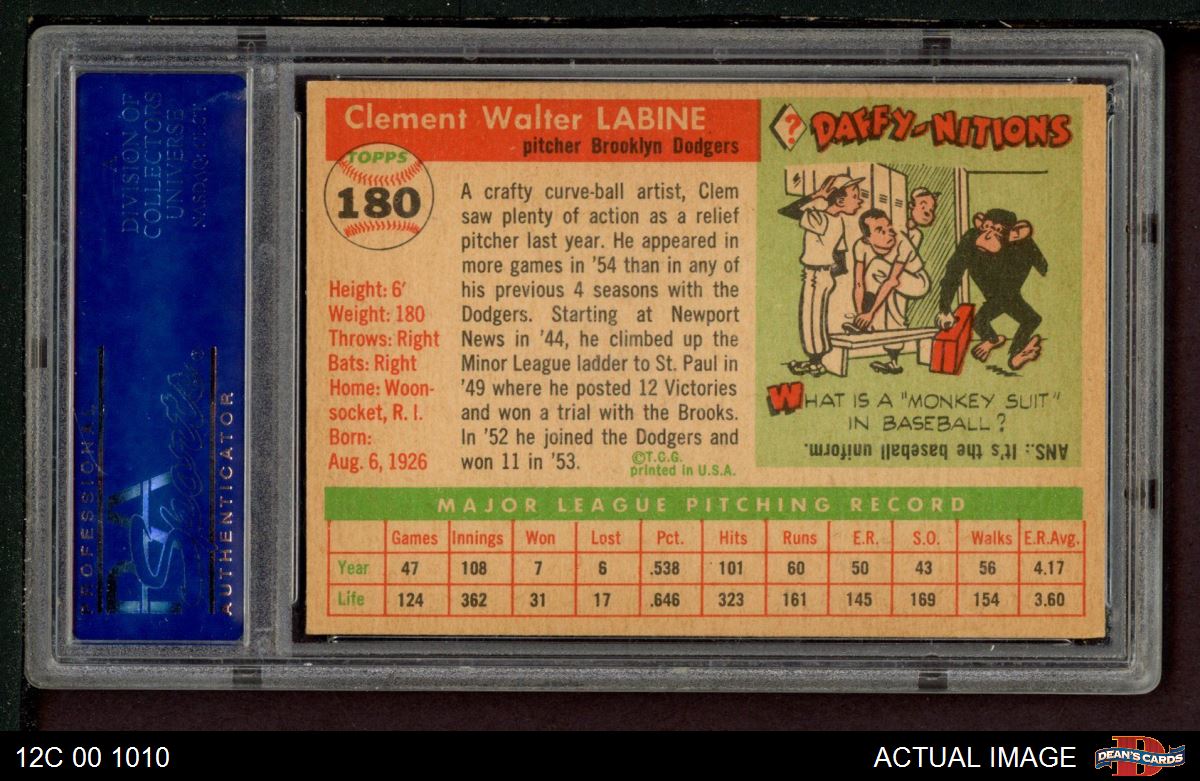 A
DIVISION OF
COLLECTORS
UNIVERSE
NASDAQ: CLCT
PROFESSIONAL
PSA
Sports
AUTHENTICATOR
Clement Walter LABINE
pitcher Brooklyn Dodgers
TOPPS
180
Height: 6'
Weight: 180
Throws: Right
Bats: Right
Home: Woon-
socket, R. I.
Born:
Aug. 6, 1926
A crafty curve-ball artist, Clem
saw plenty of action as a relief
pitcher last year. He appeared in
more games in '54 than in any of
his previous 4 seasons with the
Dodgers. Starting at Newport
News in '44, he climbed up the
Minor League ladder to St. Paul in
'49 where he posted 12 Victories
and won a trial with the Brooks.
In '52 he joined the Dodgers and
won 11 in '53.
©T.C.G.
printed in U.S.A.
? DAFFY-NITIONS
WHAT IS A "MONKEY SUIT"
IN BASEBALL?
ANS.: It's the baseball uniform.
MAJOR LEAGUE PITCHING RECORD
Games Innings Won Lost Pct. Hits Runs E.R. S.O. Walks E.R.Avg.
Year 47 108 7 6 .538 101 60 50 43 56 4.17
Life 124 362 31 17 .646 323 161 145 169 154 3.60
12C 00 1010
ACTUAL IMAGE
D
DEAN'S CARDS